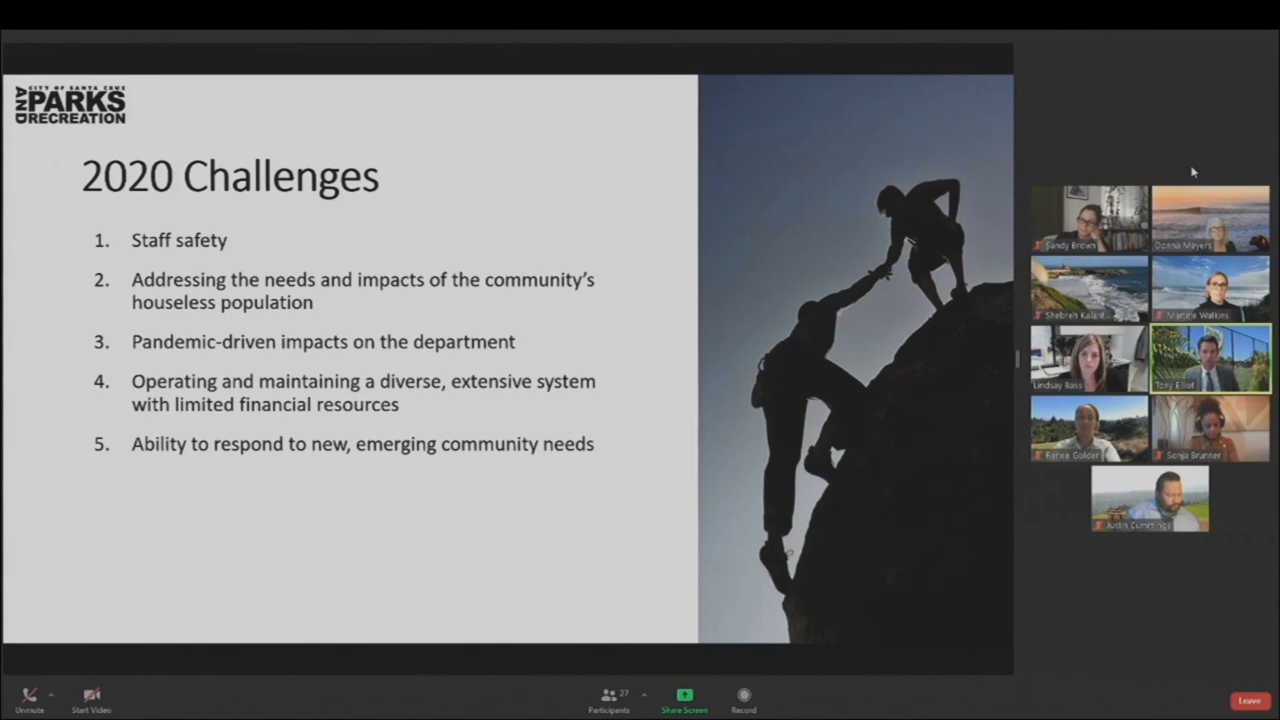 CITY OF SANTA CRUZ
PARKS
AND
RECREATION
2020 Challenges
1. Staff safety
2. Addressing the needs and impacts of the community's
houseless population
3. Pandemic-driven impacts on the department
4. Operating and maintaining a diverse, extensive system
with limited financial resources
5. Ability to respond to new, emerging community needs
Sandy Brown
Donna Meyers
Shebreh Kalant...
Martine Watkins
Lindsay Bass
Tony Elliot
Renee Golder
Sonja Brunner
Justin Cummings
Unmute
Start Video
Participants
27
Share Screen
Record
Leave